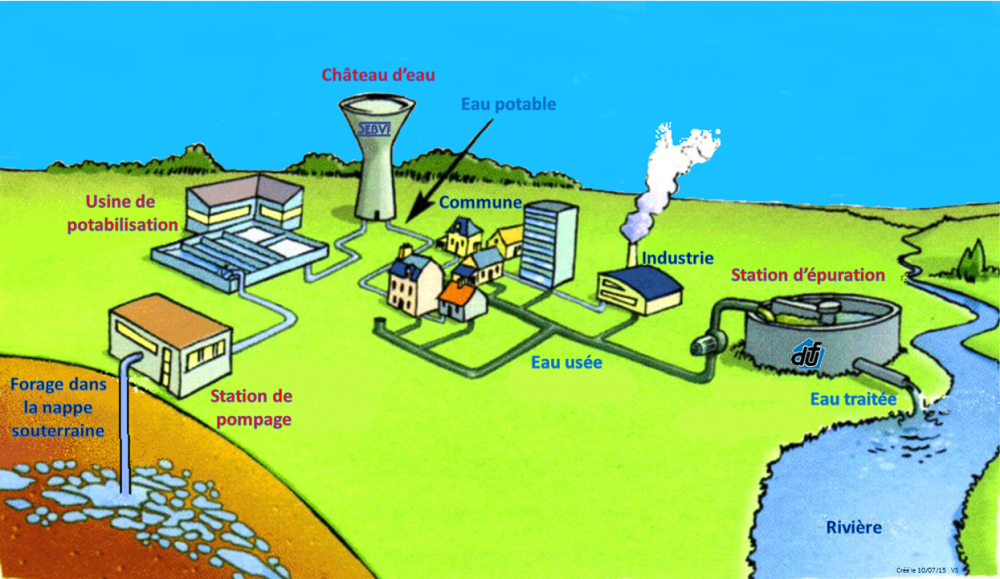 Château d'eau
Eau potable
SEBVF
Usine de
potabilisation
Commune
Industrie
Station d'épuration
Eau usée
Forage dans
la nappe
souterraine
Station de
pompage
Eau traitée
Rivière
Créé le 10/07/15 VS